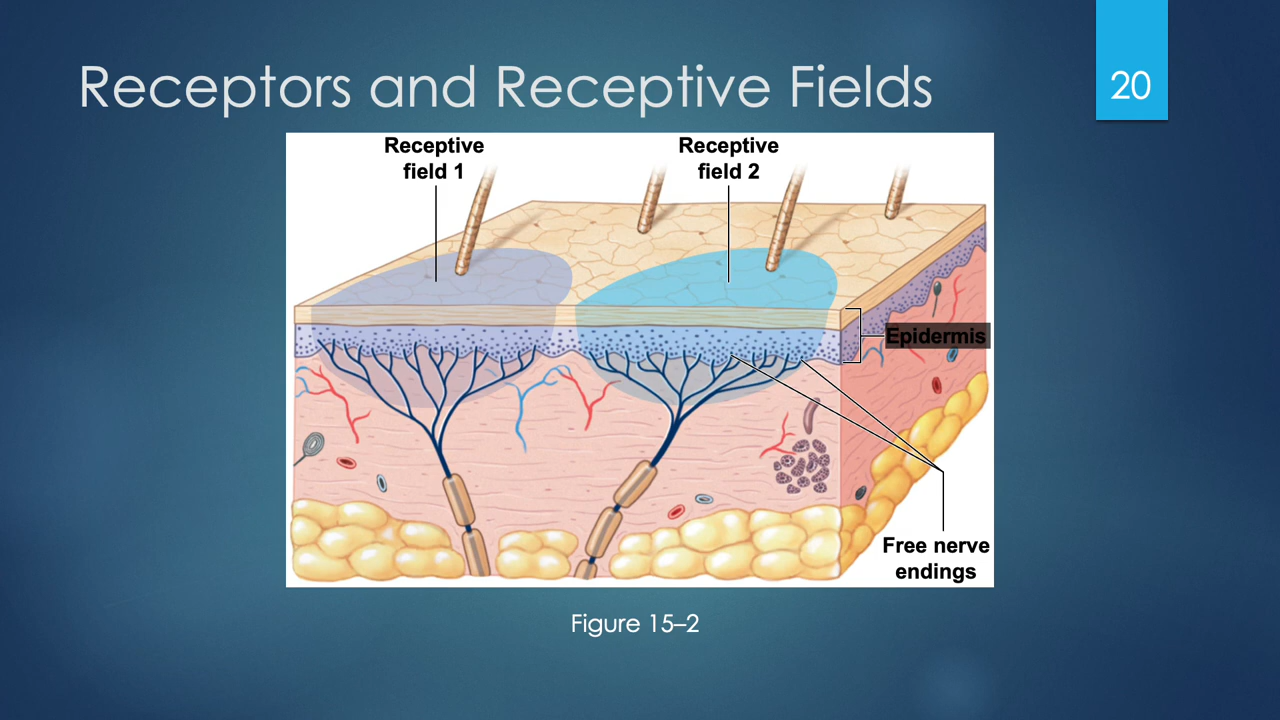 Receptors and Receptive Fields
20
Receptive
field 1
Receptive
field 2
Epidermis
Free nerve
endings
Figure 15–2